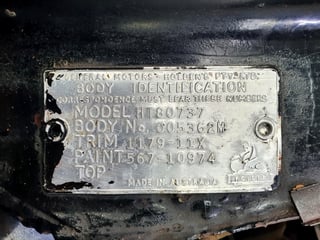 GENERAL MOTORS - HOLDEN'S PTY. LTD.
BODY IDENTIFICATION
CORRESPONDENCE MUST BEAR THESE NUMBERS
MODEL HT80737
BODY No. 005362M
TRIM 1179-11X
PAINT 567-10974
TOP
MADE IN AUSTRALIA